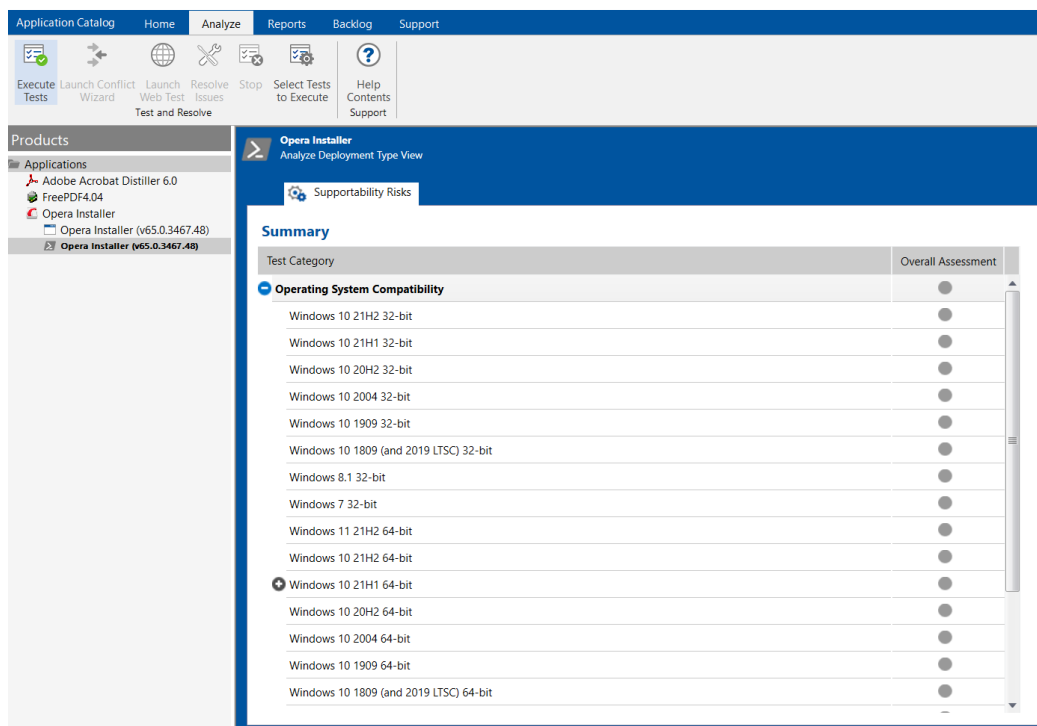 Application Catalog Home Analyze Reports Backlog Support
Execute Tests
Launch Conflict Wizard
Launch Web Test
Resolve Issues
Stop
Select Tests to Execute
Help Contents
Test and Resolve
Support
Products
Applications
Adobe Acrobat Distiller 6.0
FreePDF4.04
Opera Installer
Opera Installer (v65.0.3467.48)
Opera Installer (v65.0.3467.48)
Opera Installer
Analyze Deployment Type View
Supportability Risks
Summary
Test Category Overall Assessment
Operating System Compatibility
Windows 10 21H2 32-bit
Windows 10 21H1 32-bit
Windows 10 20H2 32-bit
Windows 10 2004 32-bit
Windows 10 1909 32-bit
Windows 10 1809 (and 2019 LTSC) 32-bit
Windows 8.1 32-bit
Windows 7 32-bit
Windows 11 21H2 64-bit
Windows 10 21H2 64-bit
Windows 10 21H1 64-bit
Windows 10 20H2 64-bit
Windows 10 2004 64-bit
Windows 10 1909 64-bit
Windows 10 1809 (and 2019 LTSC) 64-bit